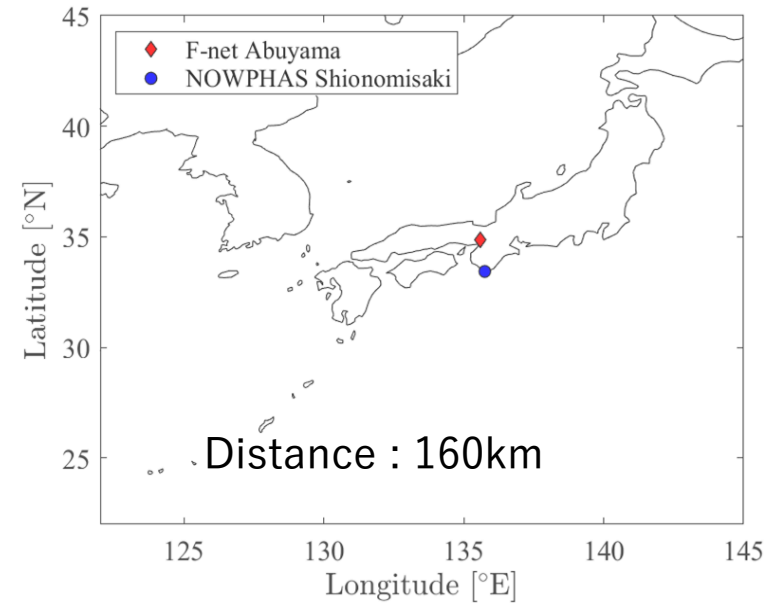 45
F-net Abuyama
NOWPHAS Shionomisaki
40
35
30
25
Distance : 160km
125 130 135 140 145
Longitude [°E]
Latitude [°N]